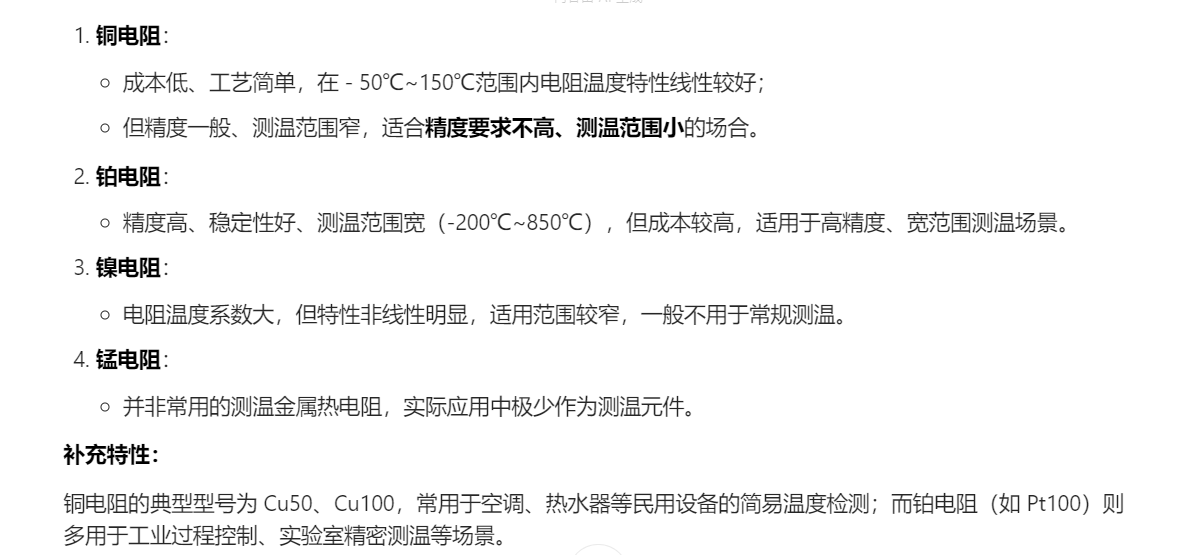 1. 铜电阻：
成本低、工艺简单，在 - 50℃~150℃范围内电阻温度特性线性较好；
但精度一般、测温范围窄，适合精度要求不高、测温范围小的场合。
2. 铂电阻：
精度高、稳定性好、测温范围宽（-200℃~850℃），但成本较高，适用于高精度、宽范围测温场景。
3. 镍电阻：
电阻温度系数大，但特性非线性明显，适用范围较窄，一般不用于常规测温。
4. 锰电阻：
并非常用的测温金属热电阻，实际应用中极少作为测温元件。
补充特性：
铜电阻的典型型号为 Cu50、Cu100，常用于空调、热水器等民用设备的简易温度检测；而铂电阻（如 Pt100）则
多用于工业过程控制、实验室精密测温等场景。